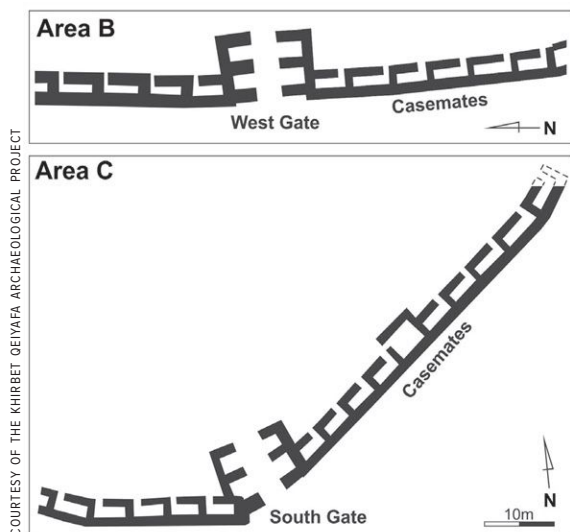 Area B
West Gate
Casemates
N
Area C
Casemates
South Gate
N
10m
COURTESY OF THE KHIRBET QEIYAFA ARCHAEOLOGICAL PROJECT